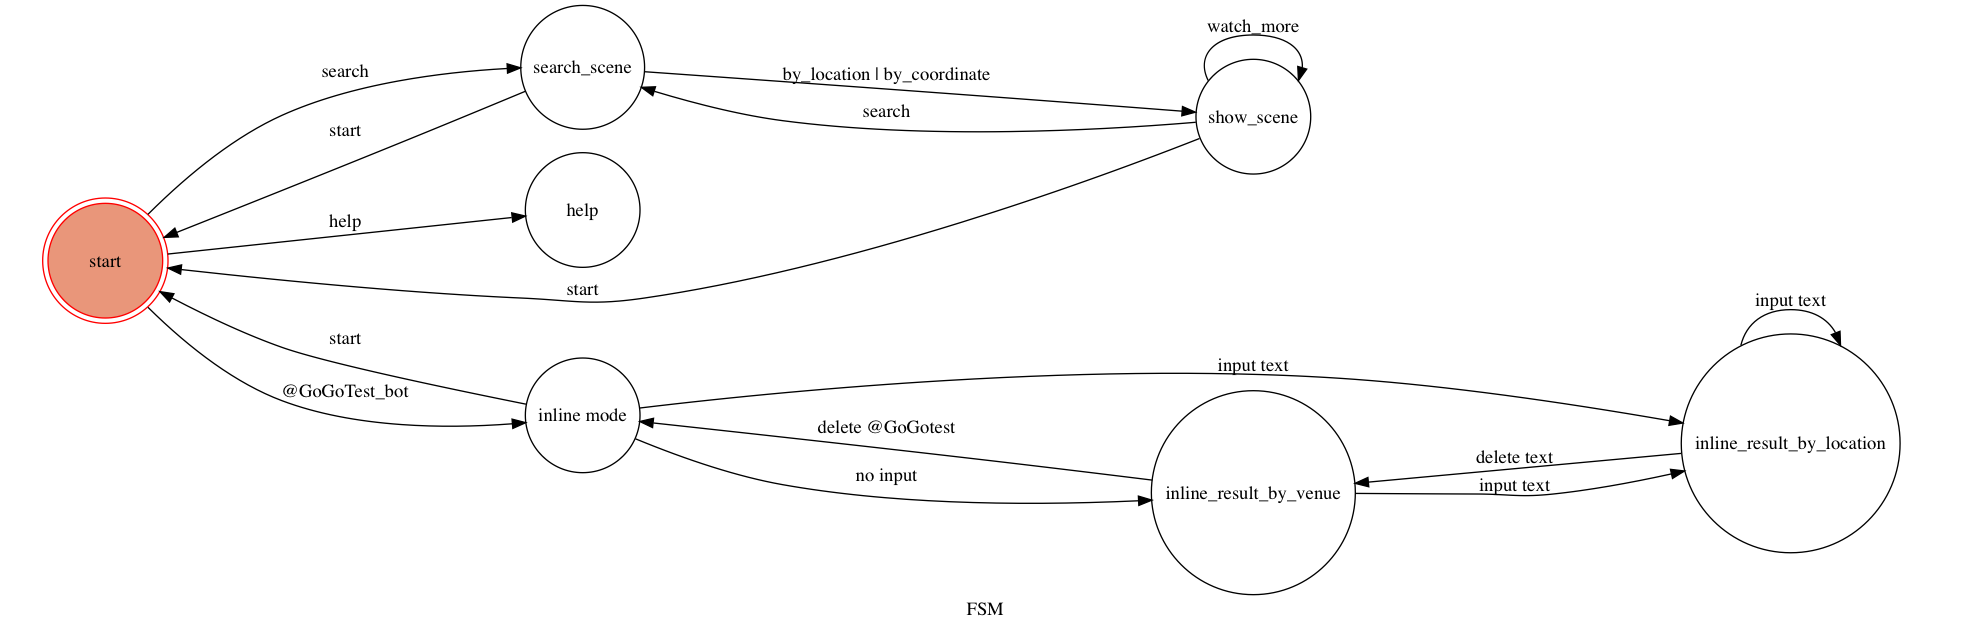 watch_more
search
search_scene
by_location | by_coordinate
search
show_scene
start
help
help
start
start
start
@GoGoTest_bot
inline mode
input text
input text
delete @GoGotest
no input
inline_result_by_venue
delete text
input text
inline_result_by_location
FSM